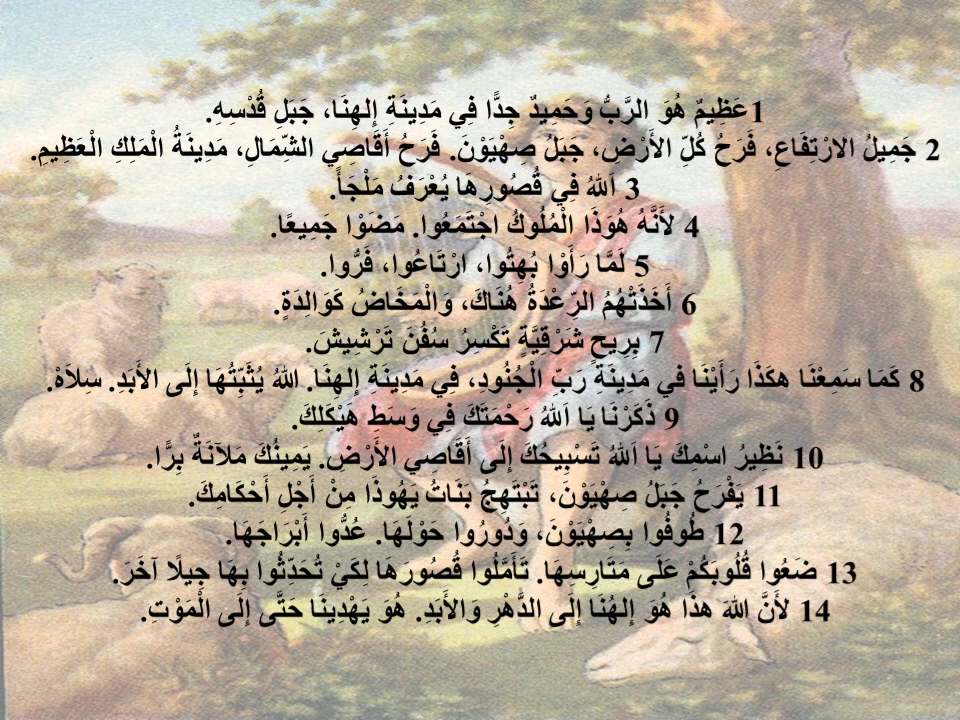 1عَظِيمٌ هُوَ الرَّبُّ وَحَمِيدٌ جِدًّا فِي مَدِينَةِ إِلهِنَا، جَبَلِ قُدْسِهِ.
2 جَمِيلُ الارْتِفَاعِ، فَرَحُ كُلِّ الأَرْضِ، جَبَلُ صِهْيَوْنَ. فَرَحُ أَقَاصِي الشِّمَالِ، مَدِينَةُ الْمَلِكِ الْعَظِيمِ.
3 اَللهُ فِي قُصُورِهَا يُعْرَفُ مَلْجَأً.
4 لأَنَّهُ هُوَذَا الْمُلُوكُ اجْتَمَعُوا. مَضَوْا جَمِيعًا.
5 لَمَّا رَأَوْا بُهِتُوا، ارْتَاعُوا، فَرُّوا.
6 أَخَذَتْهُمُ الرِّعْدَةُ هُنَاكَ، وَالْمَخَاضُ كَوَالِدَةٍ.
7 بِرِيحٍ شَرْقِيَّةٍ تَكْسِرُ سُفُنَ تَرْشِيشَ.
8 كَمَا سَمِعْنَا هكَذَا رَأَيْنَا فِي مَدِينَةِ رَبِّ الْجُنُودِ، فِي مَدِينَةِ إِلهِنَا. اللهُ يُثَبِّتُهَا إِلَى الأَبَدِ. سِلاَهْ.
9 ذَكَرْنَا يَا اَللهُ رَحْمَتَكَ فِي وَسَطِ هَيْكَلِكَ.
10 نَظِيرُ اسْمِكَ يَا اَللهُ تَسْبِيحُكَ إِلَى أَقَاصِي الأَرْضِ. يَمِينُكَ مَلآنَةٌ بِرًّا.
11 يَفْرَحُ جَبَلُ صِهْيَوْنَ، تَبْتَهِجُ بَنَاتُ يَهُوذَا مِنْ أَجْلِ أَحْكَامِكَ.
12 طُوفُوا بِصِهْيَوْنَ، وَدُورُوا حَوْلَهَا. عُدُّوا أَبْرَاجَهَا.
13 ضَعُوا قُلُوبَكُمْ عَلَى مَتَارِسِهَا. تَأَمَّلُوا قُصُورَهَا لِكَيْ تُحَدِّثُوا بِهَا جِيلًا آخَرَ.
14 لأَنَّ اللهَ هذَا هُوَ إِلهُنَا إِلَى الدَّهْرِ وَالأَبَدِ. هُوَ يَهْدِينَا حَتَّى إِلَى الْمَوْتِ.